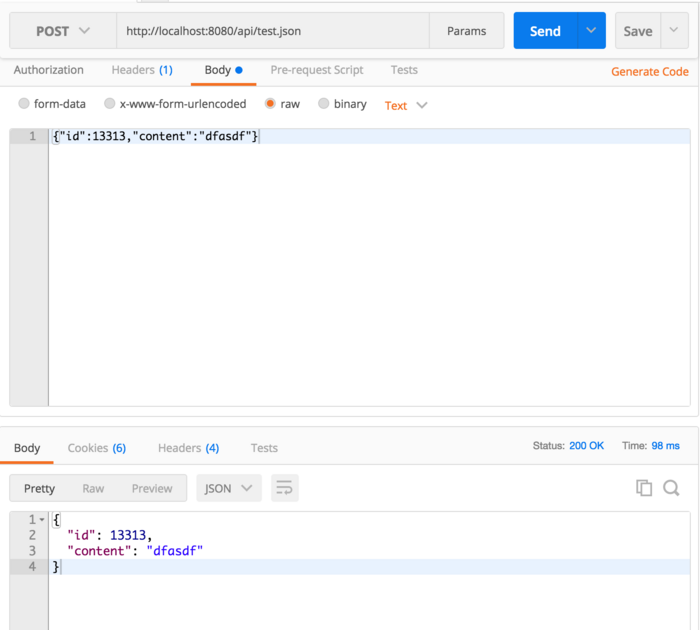 POST http://localhost:8080/api/test.json Params Send Save
Authorization Headers (1) Body Pre-request Script Tests Generate Code
form-data x-www-form-urlencoded raw binary Text
1 {"id":13313,"content":"dfasdf"}
Body Cookies (6) Headers (4) Tests Status: 200 OK Time: 98 ms
Pretty Raw Preview JSON
1 {
2 "id": 13313,
3 "content": "dfasdf"
4 }